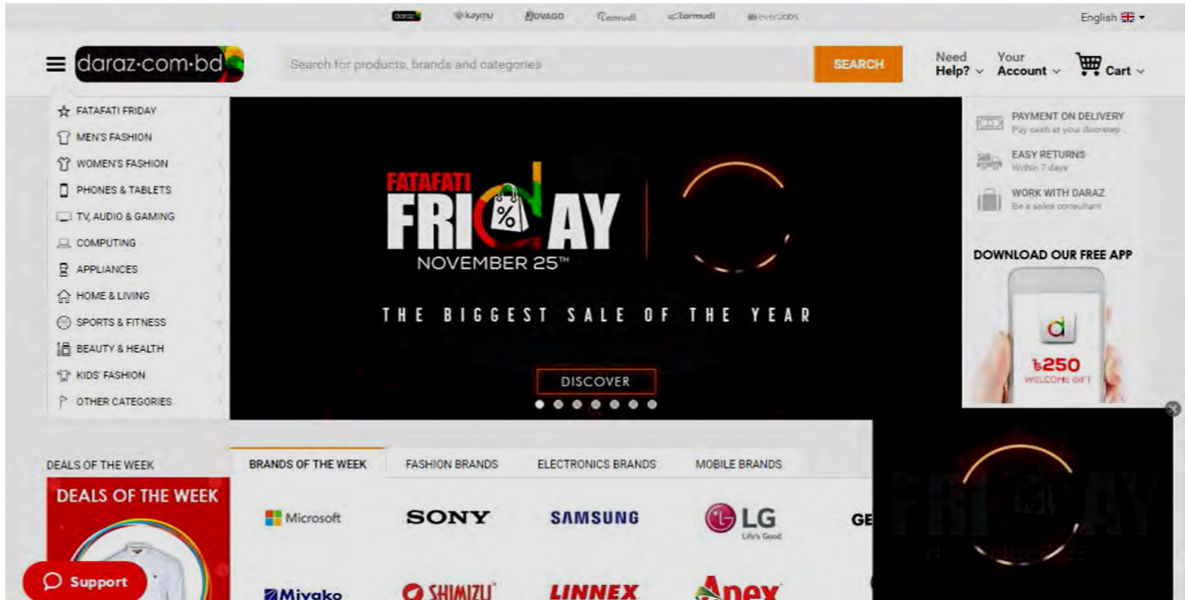 daraz
kaymu
JOVAGO
lamudi
carmudi
everjobs
English
daraz·com·bd
Search for products, brands and categories
SEARCH
Need
Help?
Your
Account
Cart
FATAFATI FRIDAY
MEN'S FASHION
WOMEN'S FASHION
PHONES & TABLETS
TV, AUDIO & GAMING
COMPUTING
APPLIANCES
HOME & LIVING
SPORTS & FITNESS
BEAUTY & HEALTH
KIDS' FASHION
OTHER CATEGORIES
FATAFATI
FRIDAY
%
NOVEMBER 25TH
THE BIGGEST SALE OF THE YEAR
DISCOVER
PAYMENT ON DELIVERY
Pay cash at your doorstep
EASY RETURNS
Within 7 days
WORK WITH DARAZ
Be a sales consultant
DOWNLOAD OUR FREE APP
d
৳250
WELCOME GIFT
DEALS OF THE WEEK
BRANDS OF THE WEEK
FASHION BRANDS
ELECTRONICS BRANDS
MOBILE BRANDS
DEALS OF THE WEEK
Microsoft
SONY
SAMSUNG
LG
Life's Good
GE
FRIDAY
Support
Miyako
SHIMIZU
LINNEX
Apex